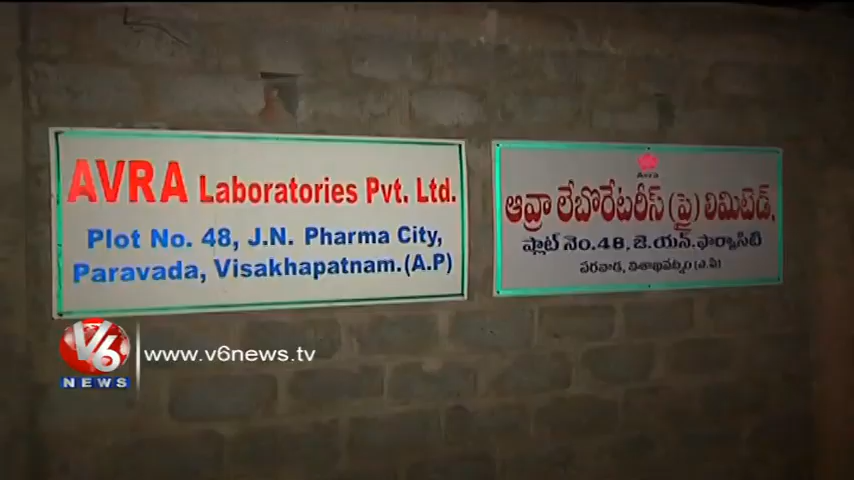 AVRA Laboratories Pvt. Ltd.
Plot No. 48, J.N. Pharma City,
Paravada, Visakhapatnam.(A.P)
ఆవ్రా లేబొరేటరీస్ (ప్రై) లిమిటెడ్,
ప్లాట్ నెం.48, జె.యన్.ఫార్మాసిటి
పరవాడ, విశాఖపట్నం (ఎ.పి)
V6
NEWS
www.v6news.tv